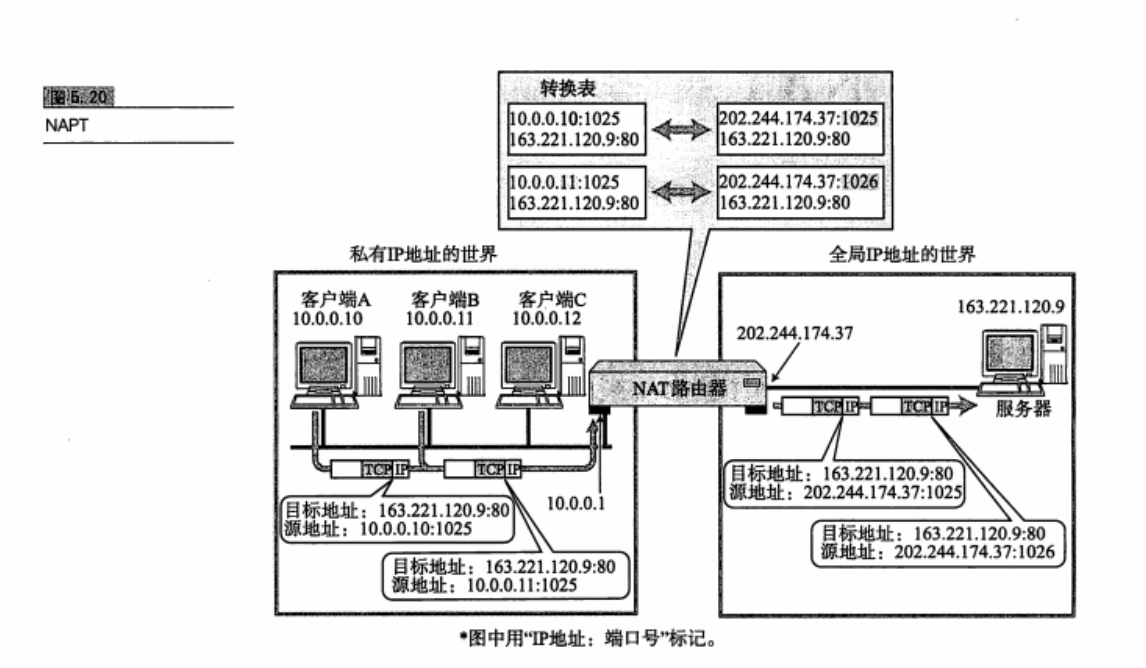 图 5.20
NAPT
转换表
10.0.0.10:1025
163.221.120.9:80
202.244.174.37:1025
163.221.120.9:80
10.0.0.11:1025
163.221.120.9:80
202.244.174.37:1026
163.221.120.9:80
私有IP地址的世界
全局IP地址的世界
客户端A
10.0.0.10
客户端B
10.0.0.11
客户端C
10.0.0.12
163.221.120.9
202.244.174.37
NAT路由器
服务器
TCP IP
TCP IP
TCP IP
TCP IP
10.0.0.1
目标地址：163.221.120.9:80
源地址：10.0.0.10:1025
目标地址：163.221.120.9:80
源地址：10.0.0.11:1025
目标地址：163.221.120.9:80
源地址：202.244.174.37:1025
目标地址：163.221.120.9:80
源地址：202.244.174.37:1026
*图中用“IP地址：端口号”标记。